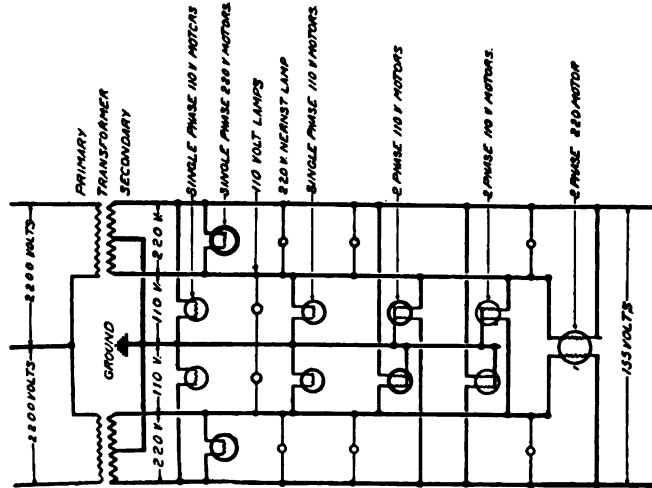 PRIMARY
TRANSFORMER
SECONDARY
SINGLE PHASE 110 V MOTORS
SINGLE PHASE 220 V MOTORS.
110 VOLT LAMPS
220 V. NERNST LAMP
SINGLE PHASE 110 V MOTORS.
2 PHASE 110 V MOTORS
2 PHASE 110 V MOTORS.
2 PHASE 220 MOTOR
2200 VOLTS
2200 VOLTS
GROUND
220 V.
110 V.
110 V.
220 V.
155 VOLTS